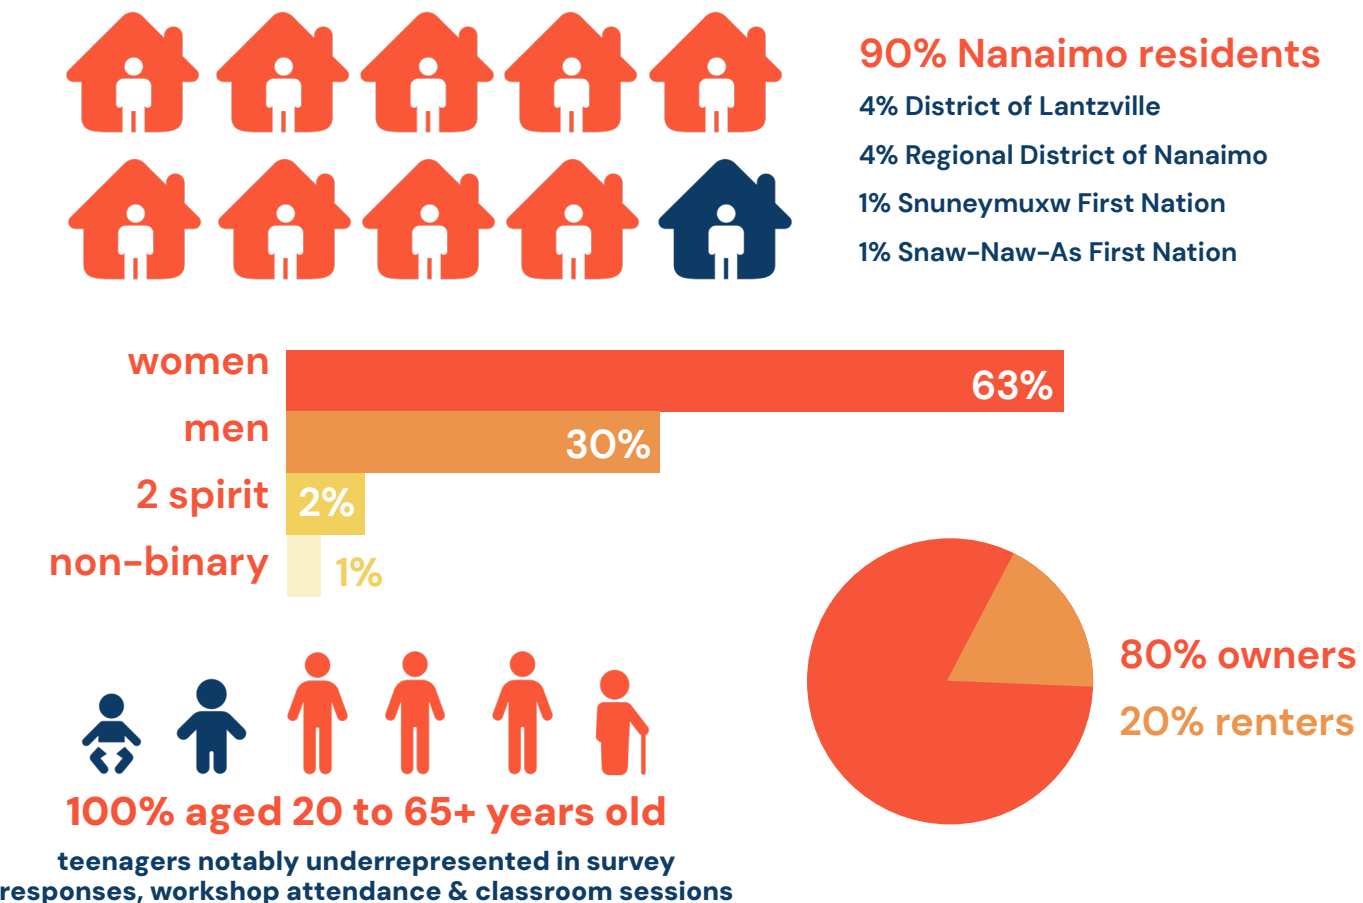 90% Nanaimo residents
4% District of Lantzville
4% Regional District of Nanaimo
1% Snuneymuxw First Nation
1% Snaw-Naw-As First Nation
women
63%
men
30%
2 spirit
2%
non-binary
1%
80% owners
20% renters
100% aged 20 to 65+ years old
teenagers notably underrepresented in survey
responses, workshop attendance & classroom sessions